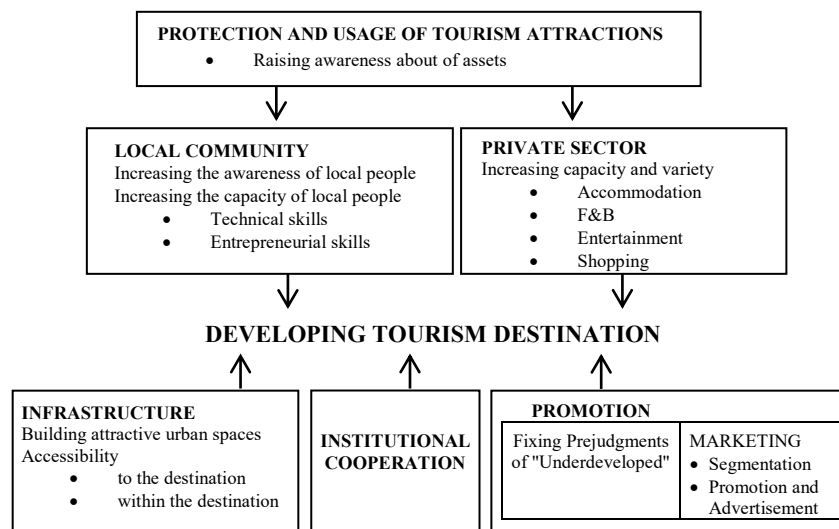 PROTECTION AND USAGE OF TOURISM ATTRACTIONS
• Raising awareness about of assets
LOCAL COMMUNITY
Increasing the awareness of local people
Increasing the capacity of local people
• Technical skills
• Entrepreneurial skills
PRIVATE SECTOR
Increasing capacity and variety
• Accommodation
• F&B
• Entertainment
• Shopping
DEVELOPING TOURISM DESTINATION
INFRASTRUCTURE
Building attractive urban spaces
Accessibility
• to the destination
• within the destination
INSTITUTIONAL
COOPERATION
PROMOTION
Fixing Prejudgments
of "Underdeveloped"
MARKETING
• Segmentation
• Promotion and
Advertisement